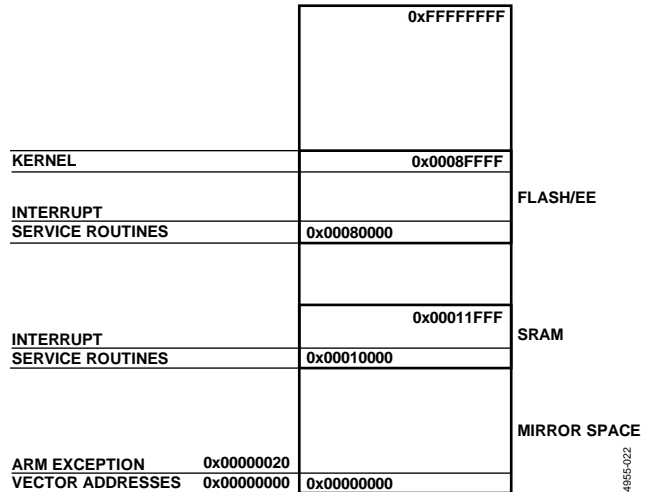 0xFFFFFFFF
KERNEL 0x0008FFFF
FLASH/EE
INTERRUPT
SERVICE ROUTINES 0x00080000
0x00011FFF
SRAM
INTERRUPT
SERVICE ROUTINES 0x00010000
MIRROR SPACE
ARM EXCEPTION 0x00000020
VECTOR ADDRESSES 0x00000000 0x00000000
4955-022